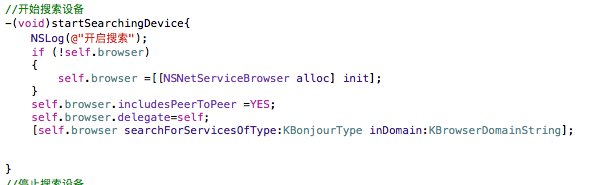 //开始搜索设备
-(void)startSearchingDevice{
NSLog(@"开启搜索");
if (!self.browser)
{
self.browser =[[NSNetServiceBrowser alloc] init];
}
self.browser.includesPeerToPeer =YES;
self.browser.delegate=self;
[self.browser searchForServicesOfType:KBonjourType inDomain:KBrowserDomainString];
}
//停止搜索设备